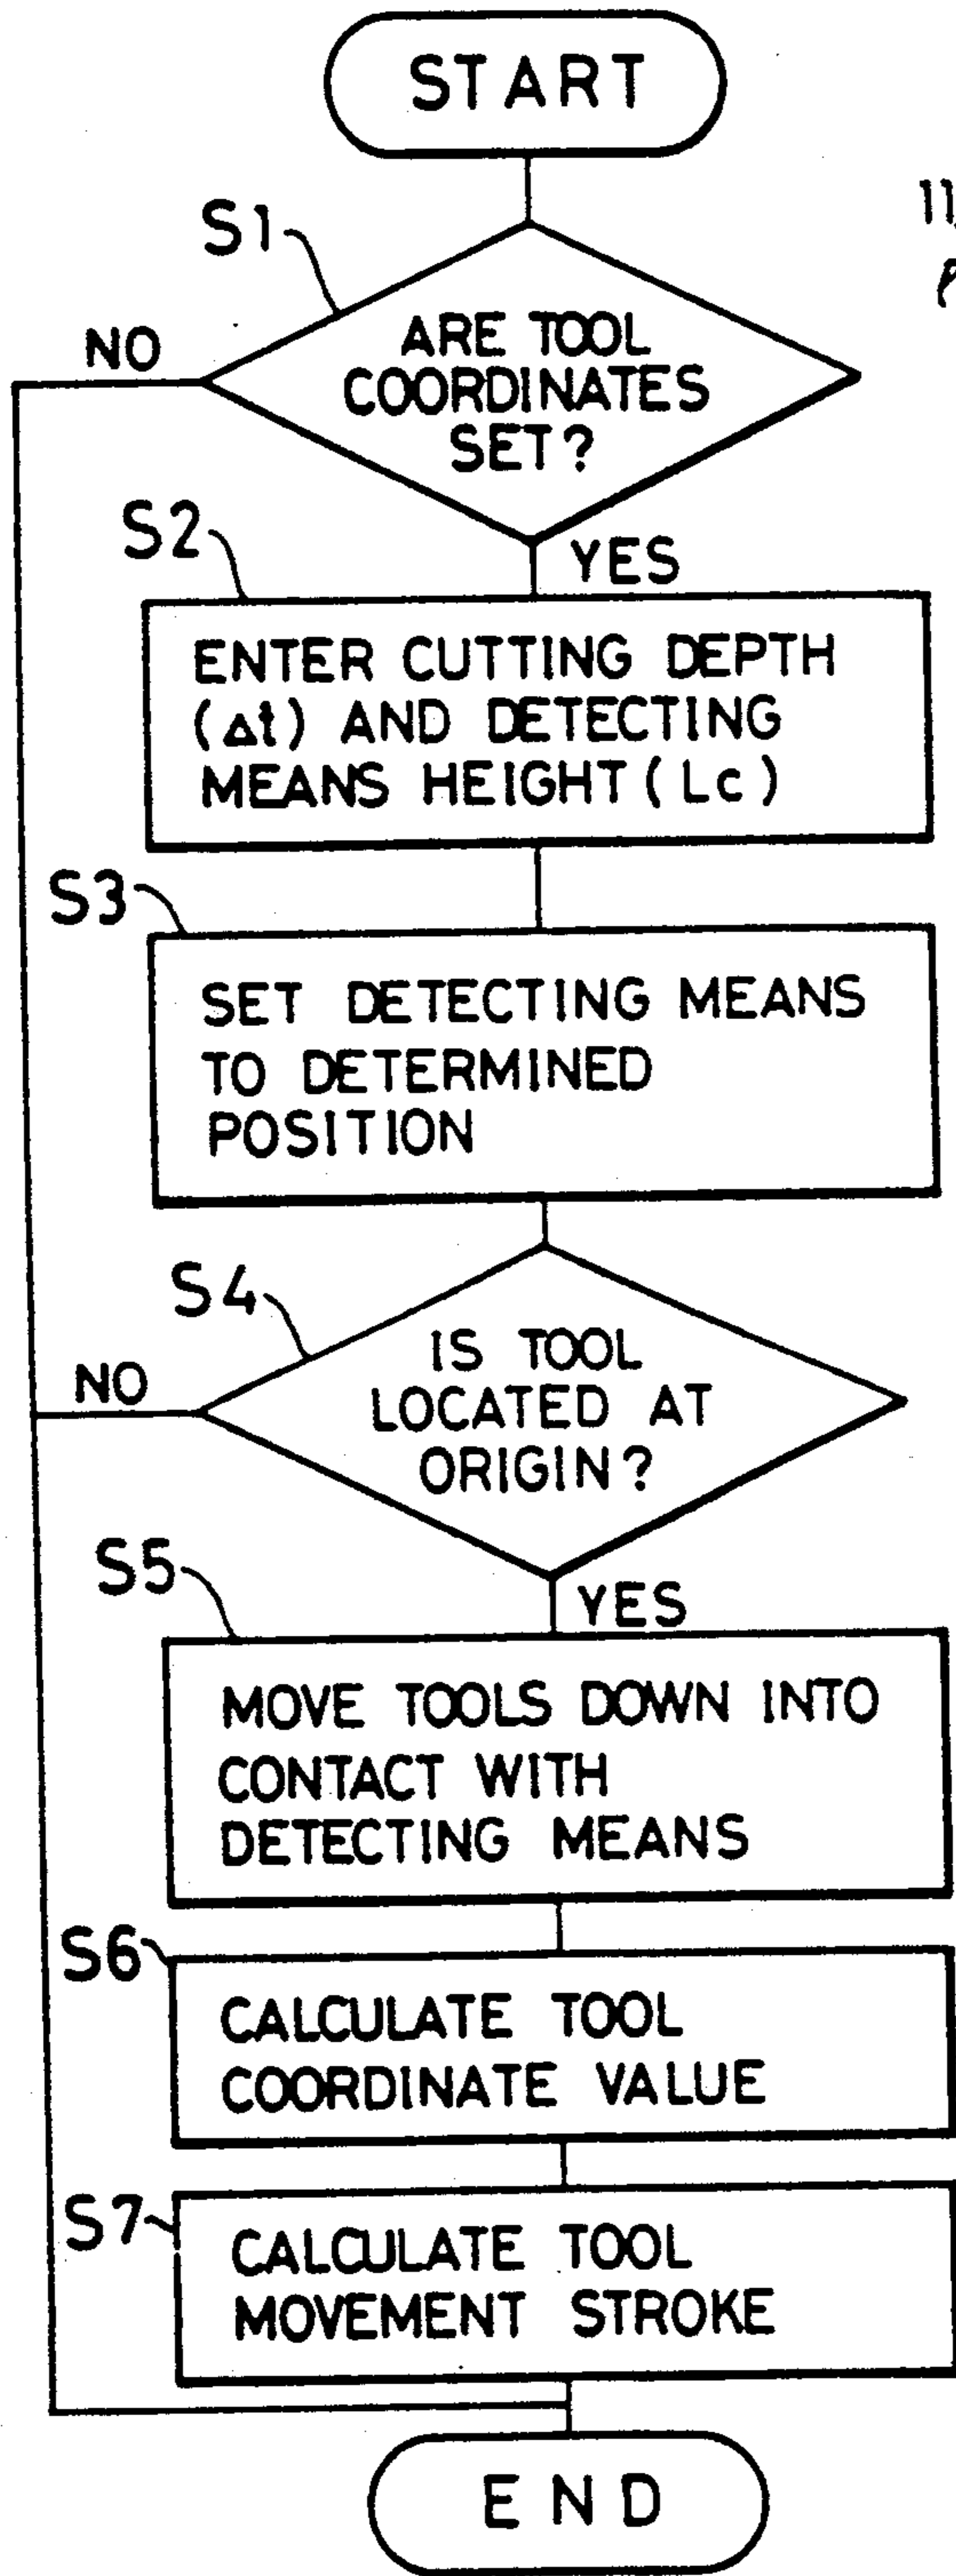 START
S1
NO
ARE TOOL
COORDINATES
SET?
S2
YES
ENTER CUTTING DEPTH
(Δt) AND DETECTING
MEANS HEIGHT (Lc)
S3
SET DETECTING MEANS
TO DETERMINED
POSITION
S4
NO
IS TOOL
LOCATED AT
ORIGIN?
S5
YES
MOVE TOOLS DOWN INTO
CONTACT WITH
DETECTING MEANS
S6
CALCULATE TOOL
COORDINATE VALUE
S7
CALCULATE TOOL
MOVEMENT STROKE
END